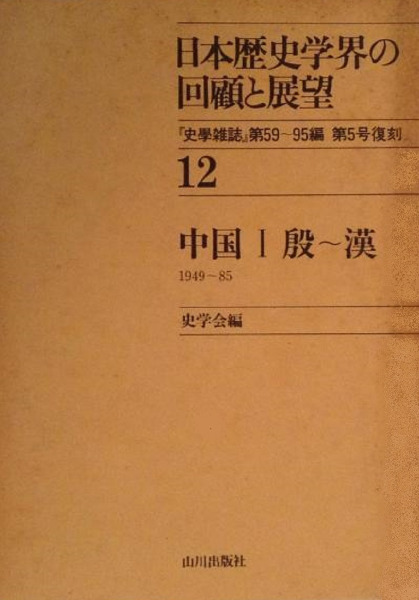 日本歴史学界の
回顧と展望
『史學雑誌』第59~95編 第5号復刻
12
中国 I 殷~漢
1949~85
史学会編
山川出版社